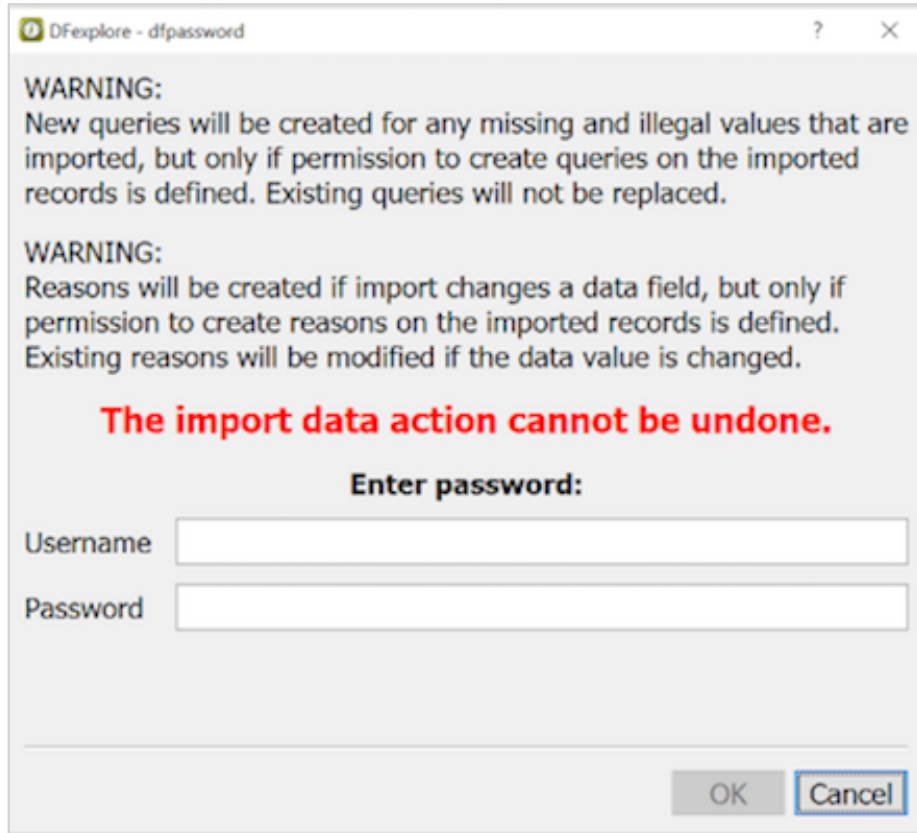 DFexplore - dfpassword ? ×
WARNING:
New queries will be created for any missing and illegal values that are
imported, but only if permission to create queries on the imported
records is defined. Existing queries will not be replaced.
WARNING:
Reasons will be created if import changes a data field, but only if
permission to create reasons on the imported records is defined.
Existing reasons will be modified if the data value is changed.
The import data action cannot be undone.
Enter password:
Username
Password
OK Cancel